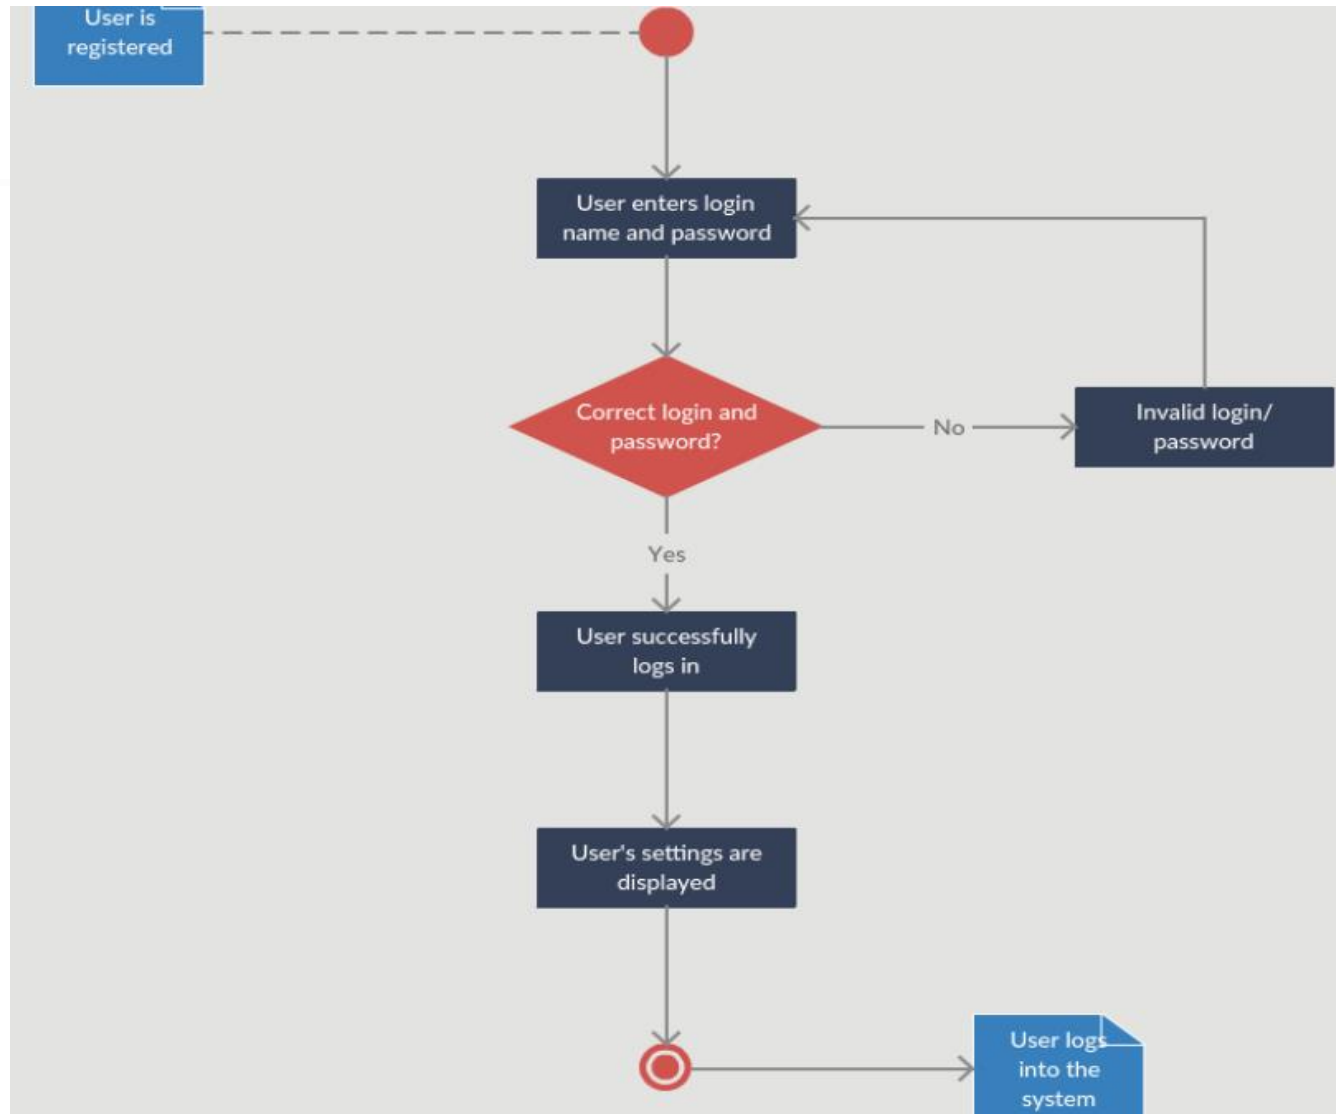 User is
registered
User enters login
name and password
Correct login and
password?
No
Invalid login/
password
Yes
User successfully
logs in
User's settings are
displayed
User logs
into the
system